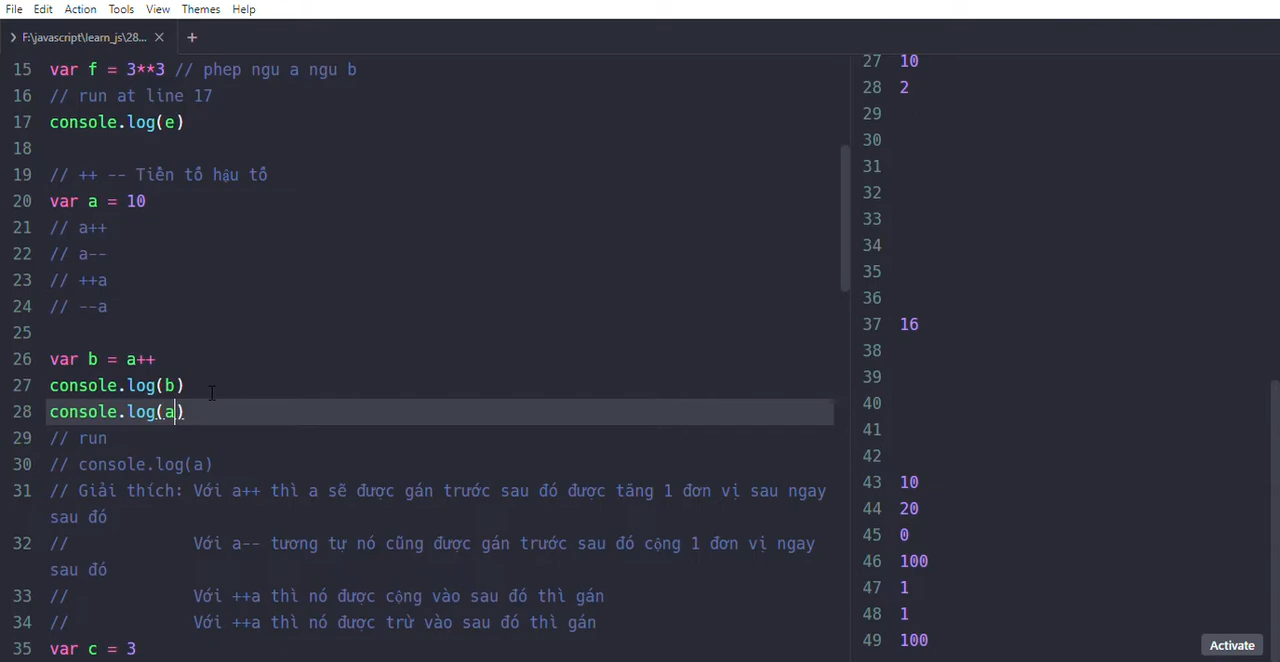 File Edit Action Tools View Themes Help
F:\javascript\learn_js\28...
15 var f = 3**3 // phep ngu a ngu b
16 // run at line 17
17 console.log(e)
18
19 // ++ -- Tiền tố hậu tố
20 var a = 10
21 // a++
22 // a--
23 // ++a
24 // --a
25
26 var b = a++
27 console.log(b)
28 console.log(a)
29 // run
30 // console.log(a)
31 // Giải thích: Với a++ thì a sẽ được gán trước sau đó được tăng 1 đơn vị sau ngay
sau đó
32 // Với a-- tương tự nó cũng được gán trước sau đó cộng 1 đơn vị ngay
sau đó
33 // Với ++a thì nó được cộng vào sau đó thì gán
34 // Với ++a thì nó được trừ vào sau đó thì gán
35 var c = 3
27 10
28 2
29
30
31
32
33
34
35
36
37 16
38
39
40
41
42
43 10
44 20
45 0
46 100
47 1
48 1
49 100
Activate